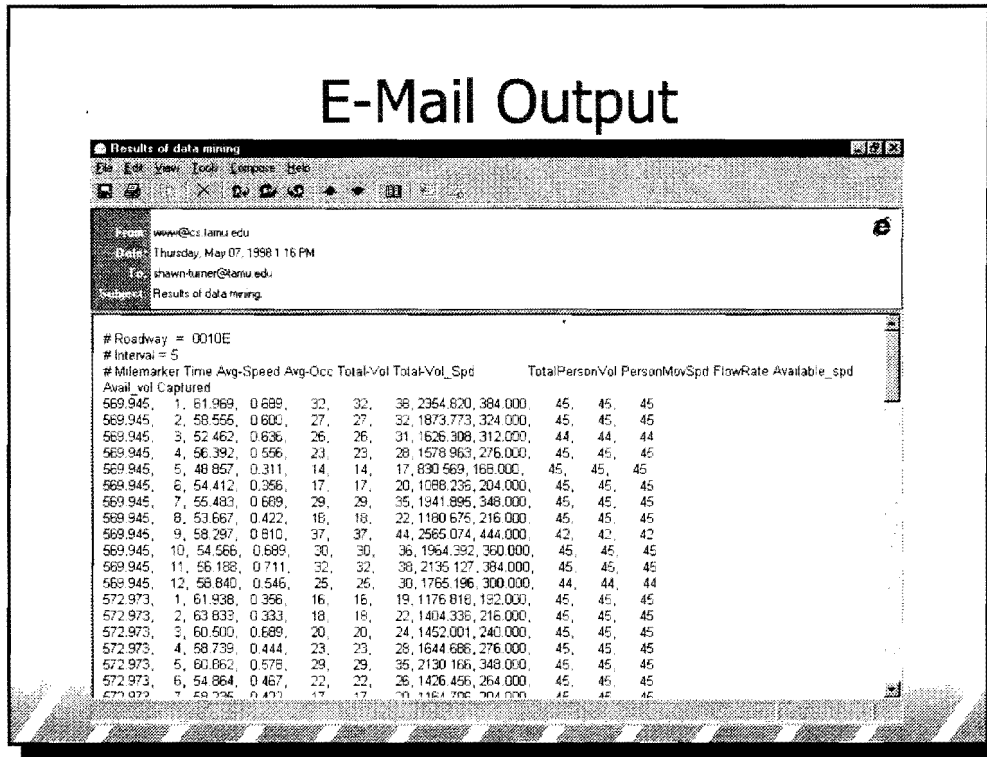 E-Mail Output
Results of data mining
File Edit View Tools Compose Help
From: www@cs.tamu.edu
Date: Thursday, May 07, 1998 1:16 PM
To: shawn-turner@tamu.edu
Subject: Results of data mining.
# Roadway = 0010E
# Interval = 5
# Milemarker Time Avg-Speed Avg-Occ Total-Vol Total-Vol_Spd TotalPersonVol PersonMovSpd FlowRate Available_spd
Avail_vol Captured
569.945, 1, 61.969, 0.689, 32, 32, 38, 2354.820, 384.000, 45, 45, 45
569.945, 2, 58.555, 0.600, 27, 27, 32, 1873.773, 324.000, 45, 45, 45
569.945, 3, 52.462, 0.636, 26, 26, 31, 1626.308, 312.000, 44, 44, 44
569.945, 4, 56.392, 0.556, 23, 23, 28, 1578.963, 276.000, 45, 45, 45
569.945, 5, 48.857, 0.311, 14, 14, 17, 830.569, 168.000, 45, 45, 45
569.945, 6, 54.412, 0.356, 17, 17, 20, 1088.236, 204.000, 45, 45, 45
569.945, 7, 55.483, 0.689, 29, 29, 35, 1941.895, 348.000, 45, 45, 45
569.945, 8, 53.667, 0.422, 18, 18, 22, 1180.675, 216.000, 45, 45, 45
569.945, 9, 58.297, 0.810, 37, 37, 44, 2565.074, 444.000, 42, 42, 42
569.945, 10, 54.566, 0.689, 30, 30, 36, 1964.392, 360.000, 45, 45, 45
569.945, 11, 56.188, 0.711, 32, 32, 38, 2135.127, 384.000, 45, 45, 45
569.945, 12, 58.840, 0.546, 25, 25, 30, 1765.196, 300.000, 44, 44, 44
572.973, 1, 61.938, 0.356, 16, 16, 19, 1176.818, 192.000, 45, 45, 45
572.973, 2, 63.833, 0.333, 18, 18, 22, 1404.336, 216.000, 45, 45, 45
572.973, 3, 60.500, 0.689, 20, 20, 24, 1452.001, 240.000, 45, 45, 45
572.973, 4, 58.739, 0.444, 23, 23, 28, 1644.686, 276.000, 45, 45, 45
572.973, 5, 60.862, 0.578, 29, 29, 35, 2130.166, 348.000, 45, 45, 45
572.973, 6, 54.864, 0.467, 22, 22, 26, 1426.456, 264.000, 45, 45, 45